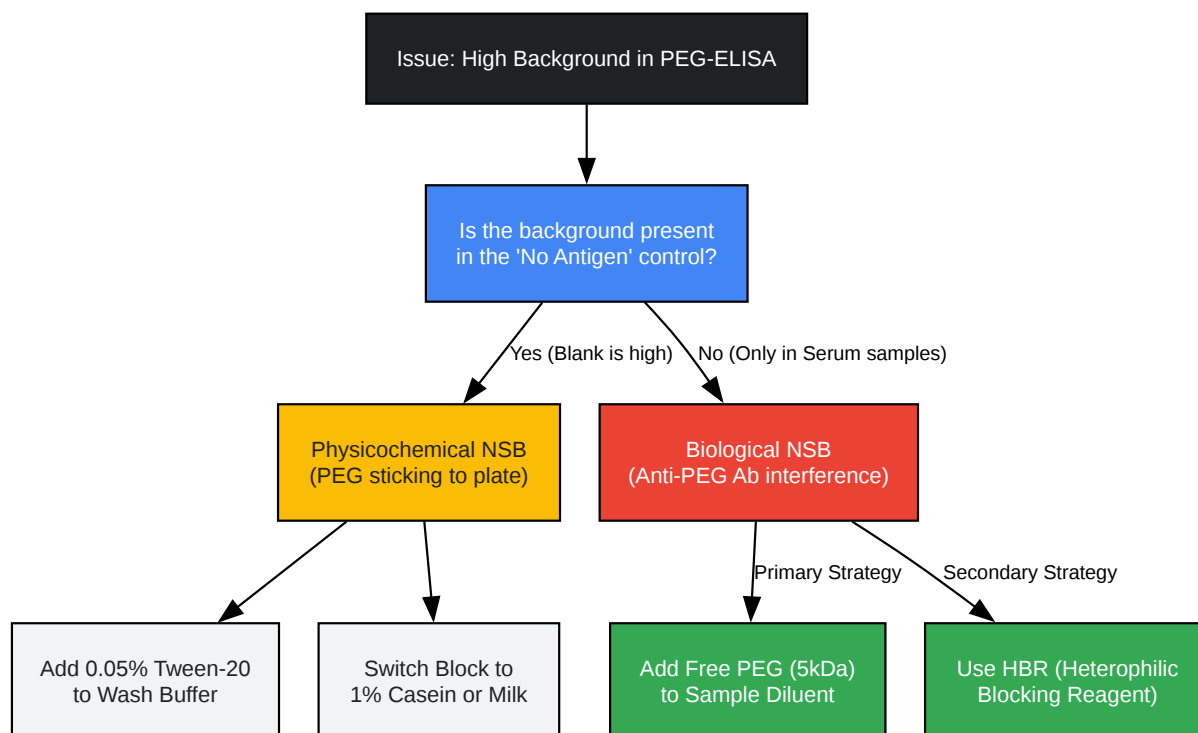 Issue: High Background in PEG-ELISA
Is the background present
in the 'No Antigen' control?
Yes (Blank is high)
No (Only in Serum samples)
Physicochemical NSB
(PEG sticking to plate)
Biological NSB
(Anti-PEG Ab interference)
Primary Strategy
Secondary Strategy
Add 0.05% Tween-20
to Wash Buffer
Switch Block to
1% Casein or Milk
Add Free PEG (5kDa)
to Sample Diluent
Use HBR (Heterophilic
Blocking Reagent)